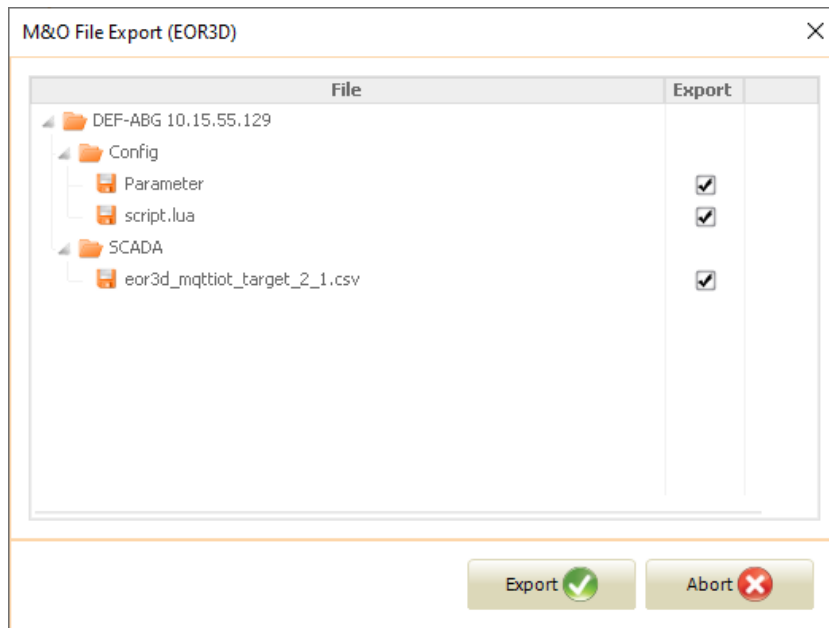 M&O File Export (EOR3D)
File Export
DEF-ABG 10.15.55.129
Config
Parameter
script.lua
SCADA
eor3d_mqttiot_target_2_1.csv
Export Abort